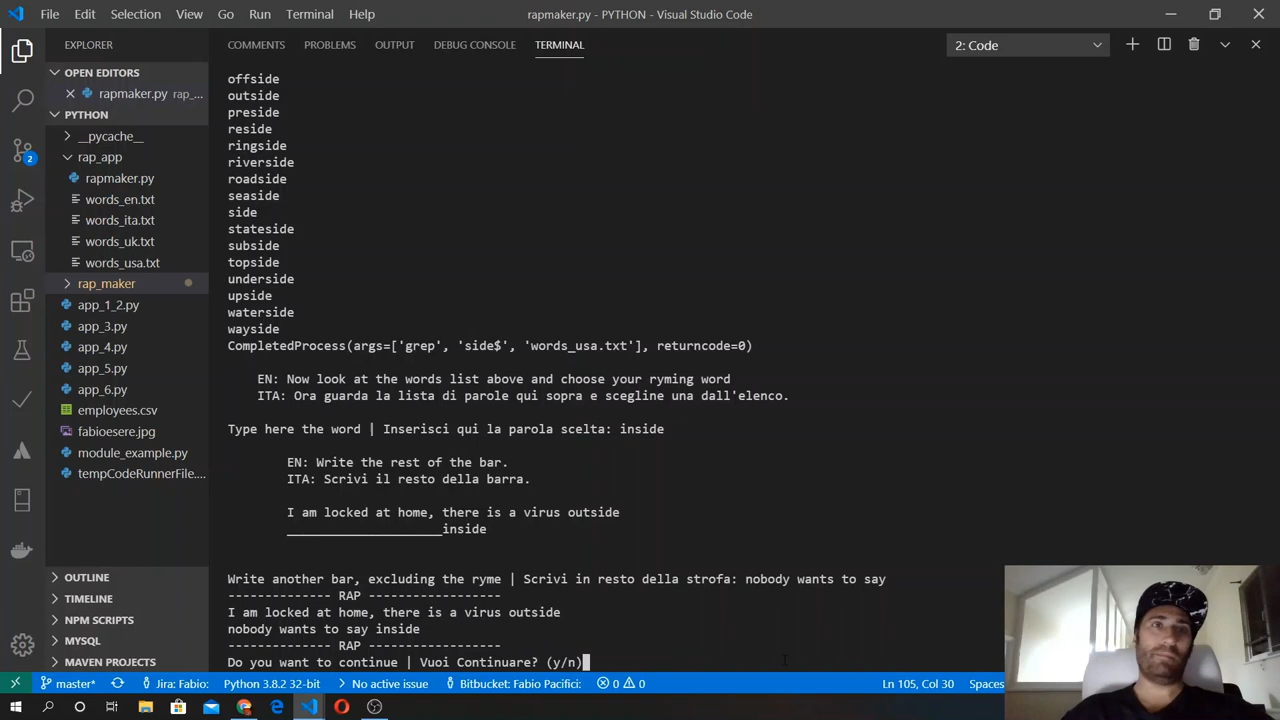 File Edit Selection View Go Run Terminal Help rapmaker.py - PYTHON - Visual Studio Code
EXPLORER
OPEN EDITORS
rapmaker.py rap_...
PYTHON
__pycache__
rap_app
rapmaker.py
words_en.txt
words_ita.txt
words_uk.txt
words_usa.txt
rap_maker
app_1_2.py
app_3.py
app_4.py
app_5.py
app_6.py
employees.csv
fabioesere.jpg
module_example.py
tempCodeRunnerFile....
OUTLINE
TIMELINE
NPM SCRIPTS
MYSQL
MAVEN PROJECTS
2
COMMENTS PROBLEMS OUTPUT DEBUG CONSOLE TERMINAL 2: Code
offside
outside
preside
reside
ringside
riverside
roadside
seaside
side
stateside
subside
topside
underside
upside
waterside
wayside
CompletedProcess(args=['grep', 'side$', 'words_usa.txt'], returncode=0)
EN: Now look at the words list above and choose your ryming word
ITA: Ora guarda la lista di parole qui sopra e scegline una dall'elenco.
Type here the word | Inserisci qui la parola scelta: inside
EN: Write the rest of the bar.
ITA: Scrivi il resto della barra.
I am locked at home, there is a virus outside
_____________________inside
Write another bar, excluding the ryme | Scrivi in resto della strofa: nobody wants to say
-------------- RAP ------------------
I am locked at home, there is a virus outside
nobody wants to say inside
-------------- RAP ------------------
Do you want to continue | Vuoi Continuare? (y/n)
master* Jira: Fabio: Python 3.8.2 32-bit No active issue Bitbucket: Fabio Pacifici: 0 0 Ln 105, Col 30 Spaces